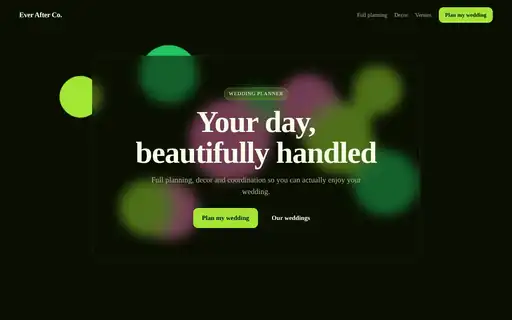 Ever After Co.
Full planning
Decor
Venues
Plan my wedding
WEDDING PLANNER
Your day,
beautifully handled
Full planning, decor and coordination so you can actually enjoy your
wedding.
Plan my wedding
Our weddings